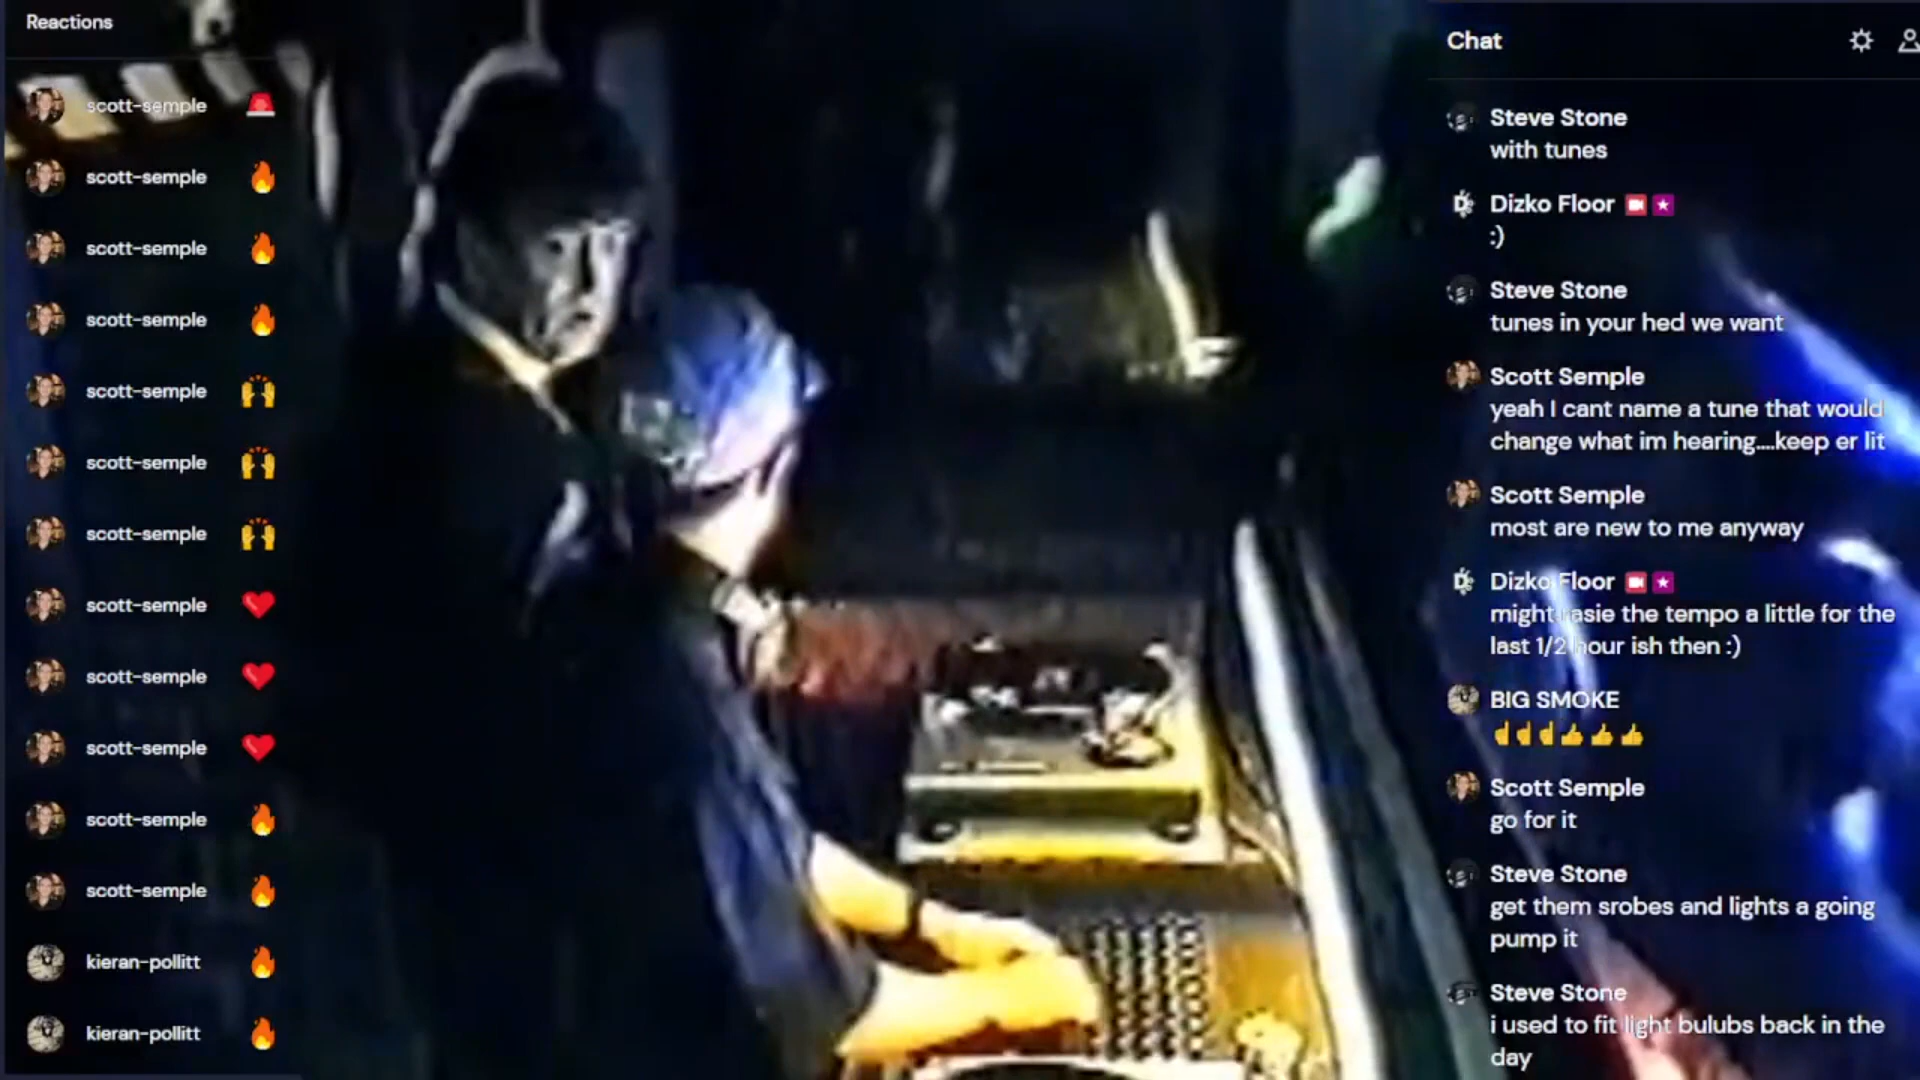 Reactions
scott-semple 🚨
scott-semple 🔥
scott-semple 🔥
scott-semple 🔥
scott-semple 🙌
scott-semple 🙌
scott-semple 🙌
scott-semple ❤️
scott-semple ❤️
scott-semple ❤️
scott-semple 🔥
scott-semple 🔥
kieran-pollitt 🔥
kieran-pollitt 🔥
Chat
Steve Stone
with tunes
Dizko Floor
:)
Steve Stone
tunes in your hed we want
Scott Semple
yeah I cant name a tune that would
change what im hearing....keep er lit
Scott Semple
most are new to me anyway
Dizko Floor
might rasie the tempo a little for the
last 1/2 hour ish then :)
BIG SMOKE
☝️☝️☝️👍👍👍
Scott Semple
go for it
Steve Stone
get them srobes and lights a going
pump it
Steve Stone
i used to fit light bulubs back in the
day